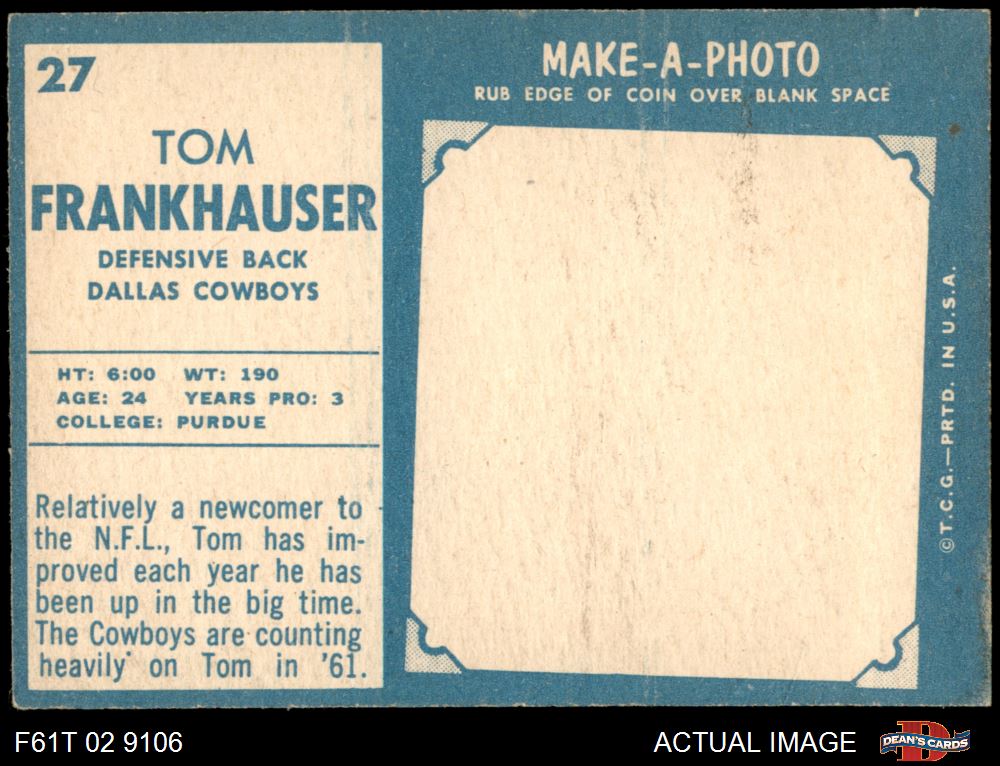 27
TOM
FRANKHAUSER
DEFENSIVE BACK
DALLAS COWBOYS
HT: 6:00 WT: 190
AGE: 24 YEARS PRO: 3
COLLEGE: PURDUE
Relatively a newcomer to
the N.F.L., Tom has im-
proved each year he has
been up in the big time.
The Cowboys are counting
heavily on Tom in '61.
MAKE-A-PHOTO
RUB EDGE OF COIN OVER BLANK SPACE
© T.C.G.—PRTD. IN U.S.A.
F61T 02 9106
ACTUAL IMAGE
D
DEAN'S CARDS